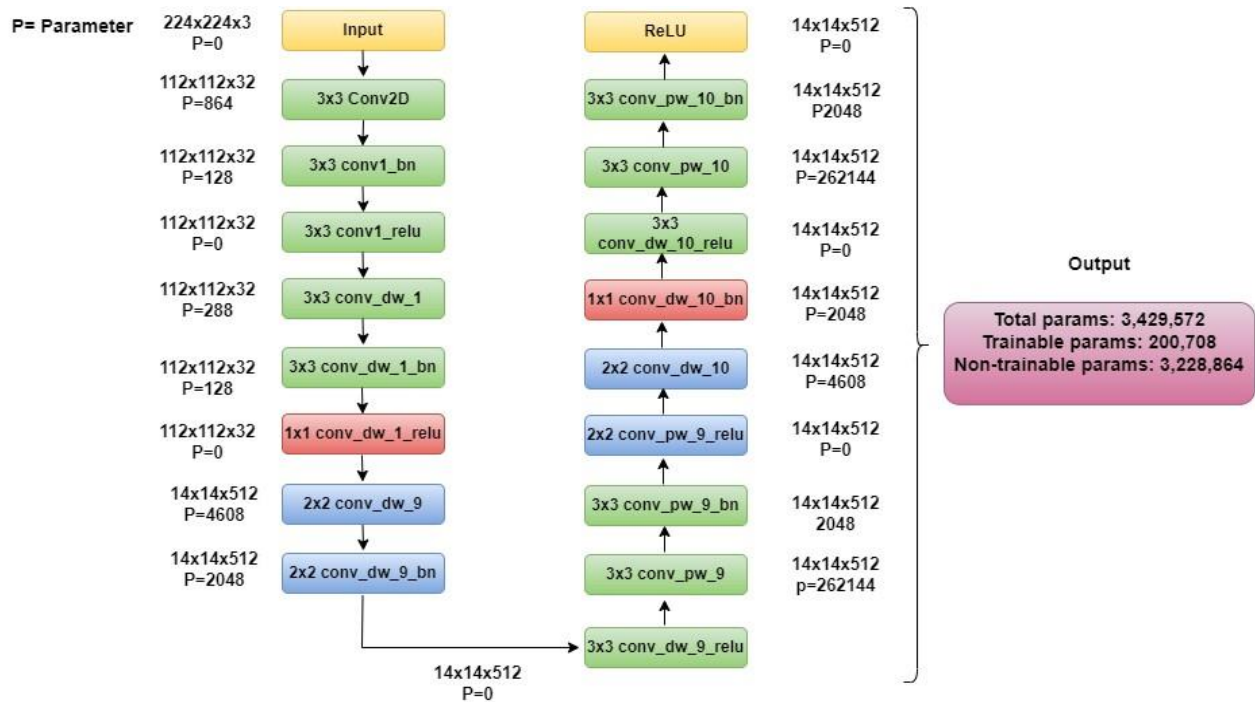 P= Parameter
224x224x3
P=0
Input
112x112x32
P=864
3x3 Conv2D
112x112x32
P=128
3x3 conv1_bn
112x112x32
P=0
3x3 conv1_relu
112x112x32
P=288
3x3 conv_dw_1
112x112x32
P=128
3x3 conv_dw_1_bn
112x112x32
P=0
1x1 conv_dw_1_relu
14x14x512
P=4608
2x2 conv_dw_9
14x14x512
P=2048
2x2 conv_dw_9_bn
14x14x512
P=0
3x3 conv_dw_9_relu
3x3 conv_pw_9
14x14x512
p=262144
3x3 conv_pw_9_bn
14x14x512
2048
2x2 conv_pw_9_relu
14x14x512
P=0
2x2 conv_dw_10
14x14x512
P=4608
1x1 conv_dw_10_bn
14x14x512
P=2048
3x3
conv_dw_10_relu
14x14x512
P=0
3x3 conv_pw_10
14x14x512
P=262144
3x3 conv_pw_10_bn
14x14x512
P2048
ReLU
14x14x512
P=0
Output
Total params: 3,429,572
Trainable params: 200,708
Non-trainable params: 3,228,864